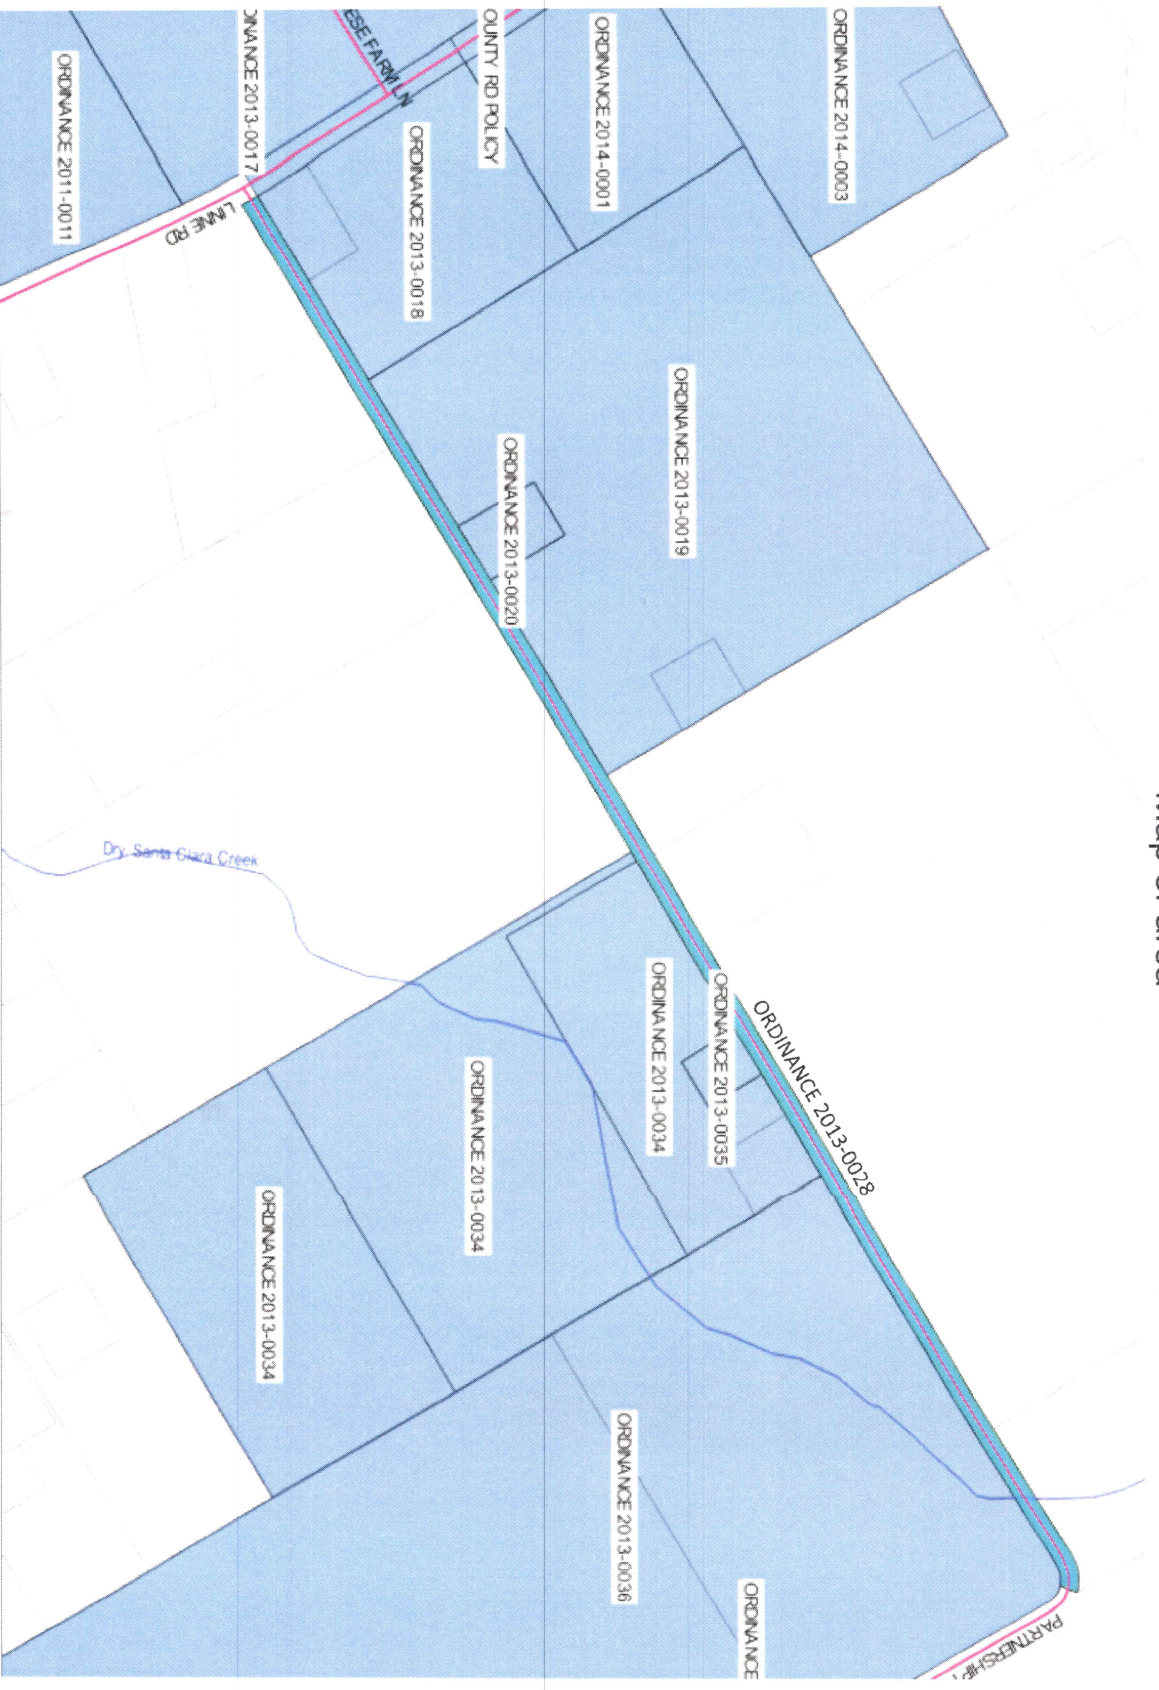 Map of area
PARTNERSHIP
ORDINANCE 2014-0003
ORDINANCE 2013-0028
ORDINANCE
ORDINANCE 2013-0035
ORDINANCE 2013-0019
ORDINANCE 2013-0034
ORDINANCE 2013-0036
ORDINANCE 2014-0001
ORDINANCE 2013-0020
OUNTY RD POLICY
ORDINANCE 2013-0034
ORDINANCE 2013-0018
ESE FARM LN
ORDINANCE 2013-0034
DINANCE 2013-0017
LINNE RD
Dry Santa Clara Creek
ORDINANCE 2011-0011